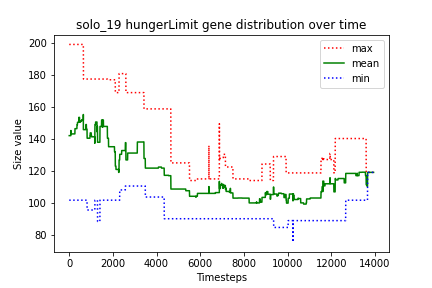 solo_19 hungerLimit gene distribution over time
max
mean
min
Size value
200
180
160
140
120
100
80
0 2000 4000 6000 8000 10000 12000 14000
Timesteps